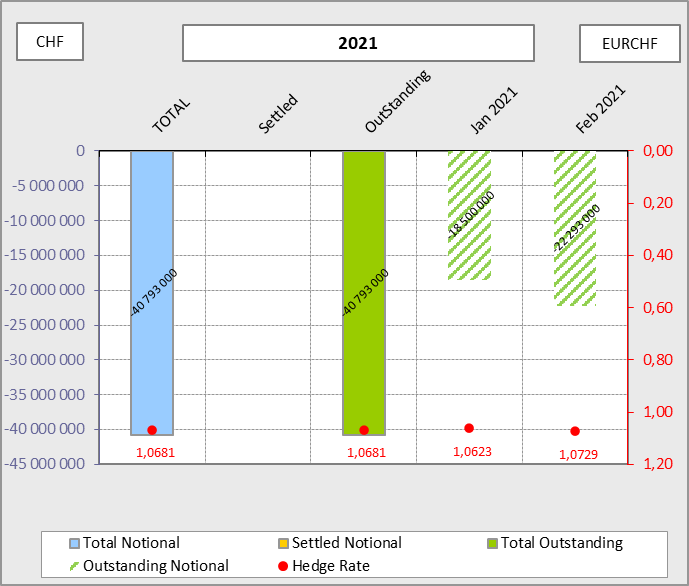 CHF
2021
EURCHF
TOTAL
Settled
OutStanding
Jan 2021
Feb 2021
0
-5 000 000
-10 000 000
-15 000 000
-20 000 000
-25 000 000
-30 000 000
-35 000 000
-40 000 000
-45 000 000
-40 793 000
-40 793 000
-18 500 000
-22 293 000
1,0681
1,0681
1,0623
1,0729
0,00
0,20
0,40
0,60
0,80
1,00
1,20
Total Notional
Settled Notional
Total Outstanding
Outstanding Notional
Hedge Rate